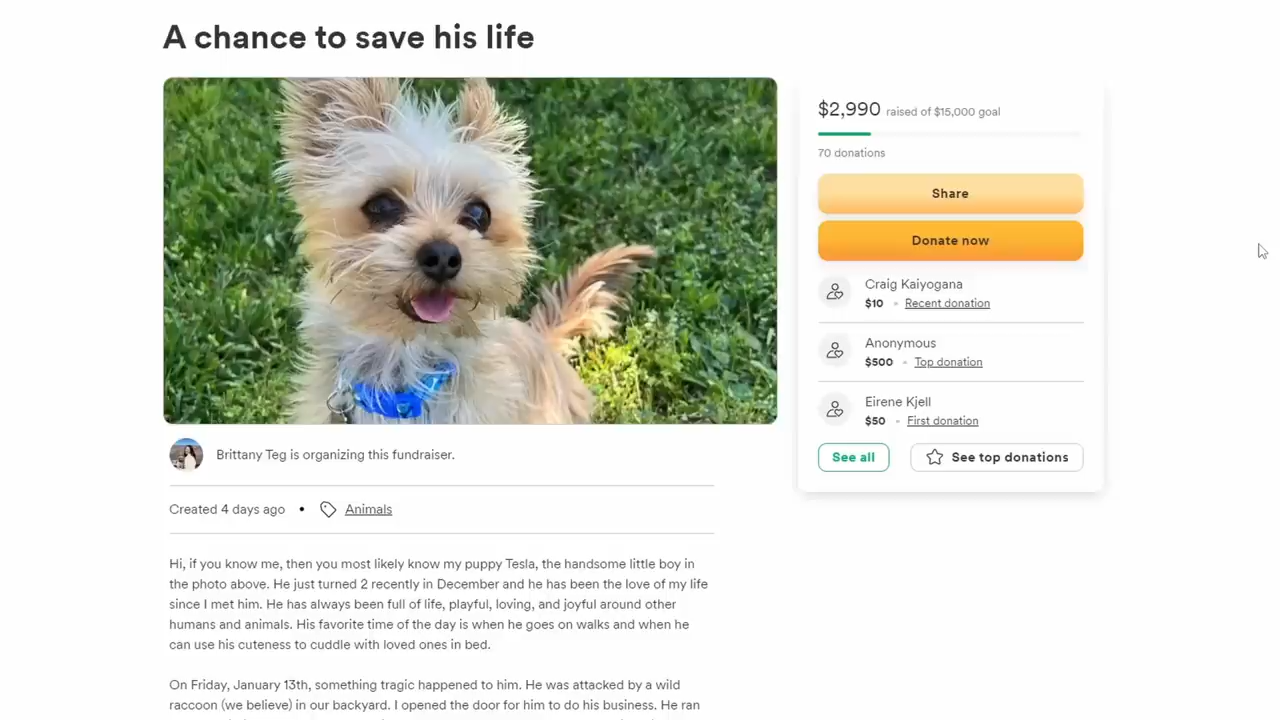 A chance to save his life
$2,990 raised of $15,000 goal
70 donations
Share
Donate now
Craig Kaiyogana
$10 • Recent donation
Anonymous
$500 • Top donation
Eirene Kjell
$50 • First donation
See all
See top donations
Brittany Teg is organizing this fundraiser.
Created 4 days ago • Animals
Hi, if you know me, then you most likely know my puppy Tesla, the handsome little boy in
the photo above. He just turned 2 recently in December and he has been the love of my life
since I met him. He has always been full of life, playful, loving, and joyful around other
humans and animals. His favorite time of the day is when he goes on walks and when he
can use his cuteness to cuddle with loved ones in bed.
On Friday, January 13th, something tragic happened to him. He was attacked by a wild
raccoon (we believe) in our backyard. I opened the door for him to do his business. He ran